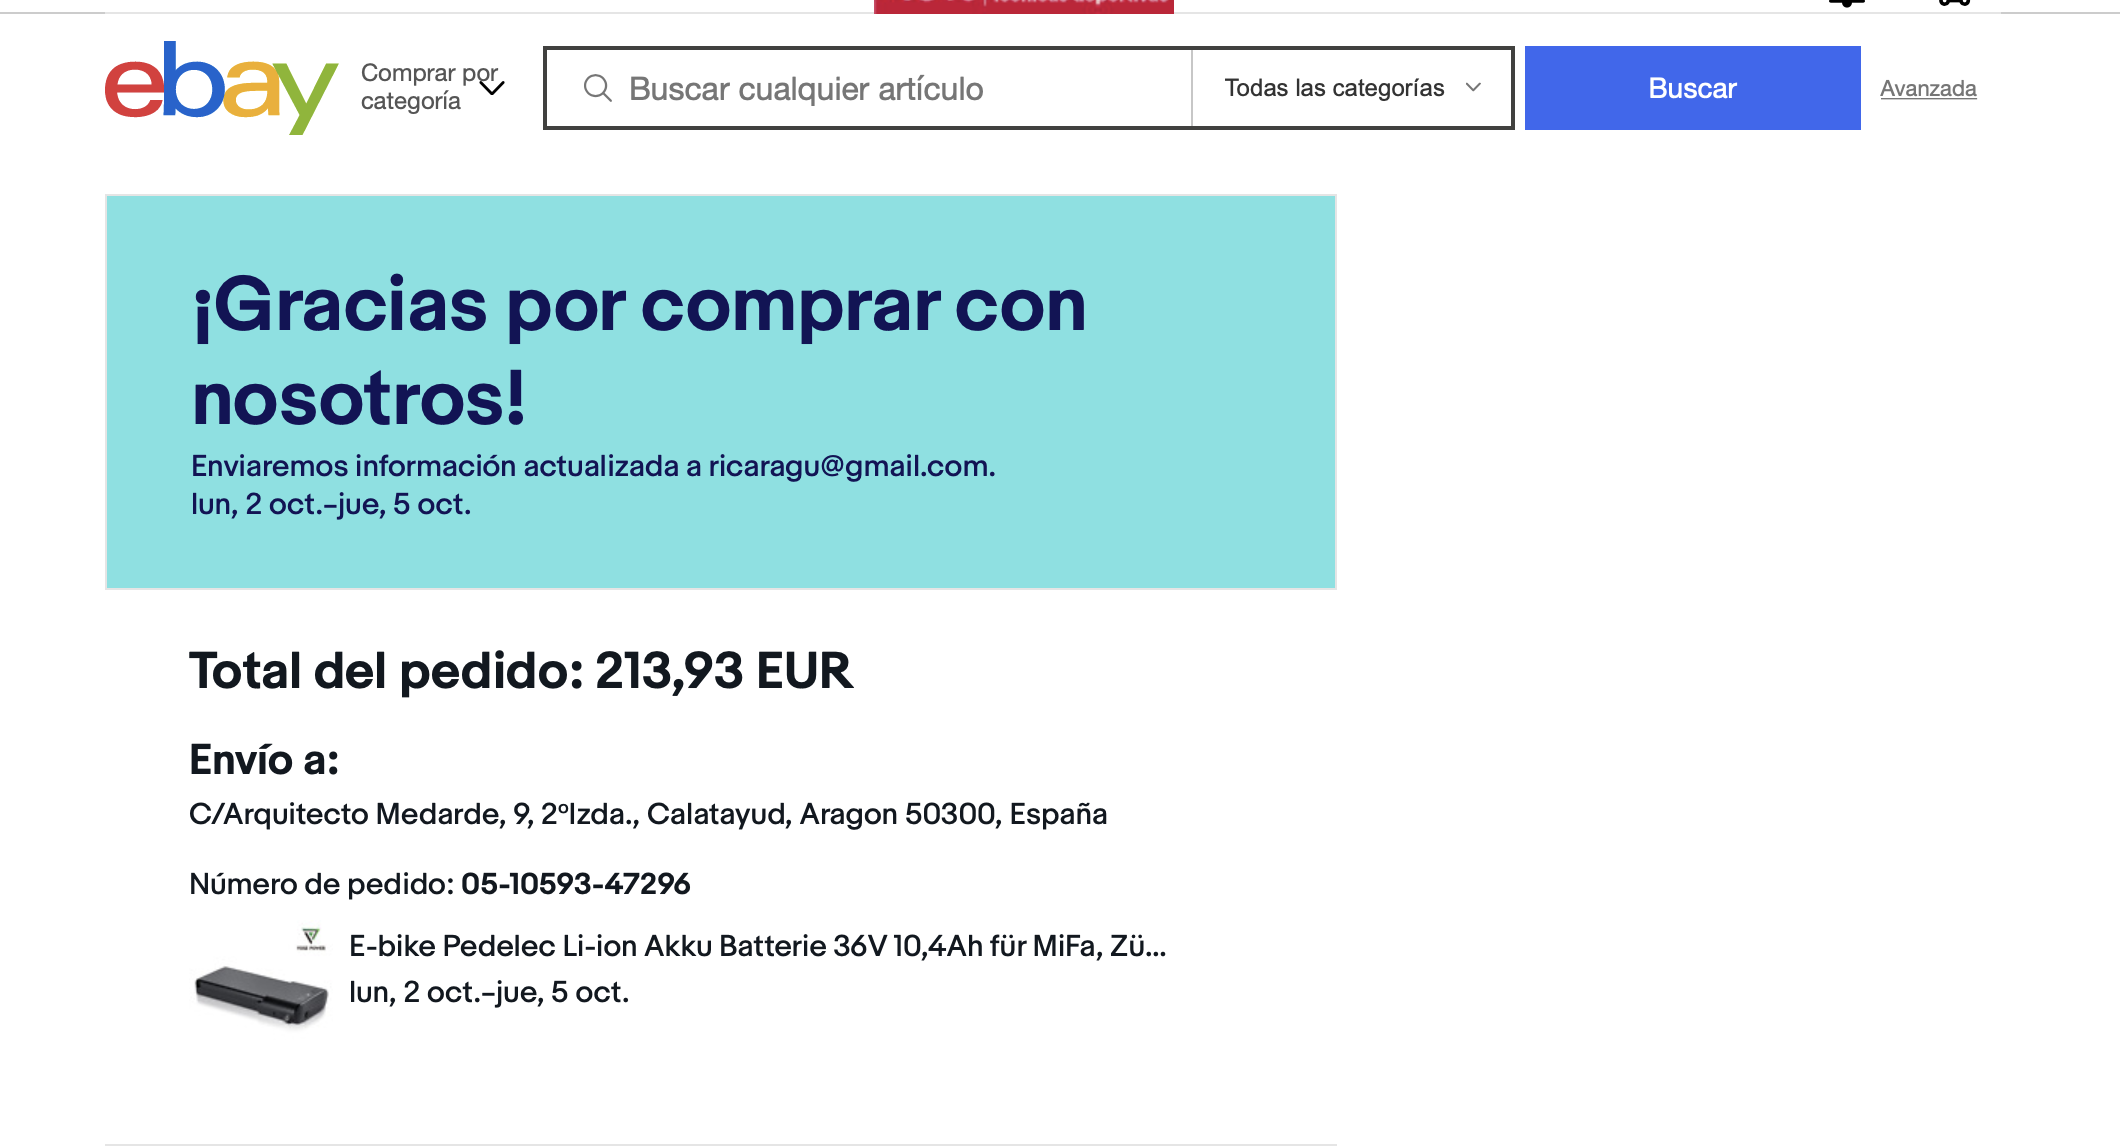 ebay
Comprar por
categoría
Buscar cualquier artículo
Todas las categorías
Buscar
Avanzada
¡Gracias por comprar con
nosotros!
Enviaremos información actualizada a ricaragu@gmail.com.
lun, 2 oct.–jue, 5 oct.
Total del pedido: 213,93 EUR
Envío a:
C/Arquitecto Medarde, 9, 2ºIzda., Calatayud, Aragon 50300, España
Número de pedido: 05-10593-47296
E-bike Pedelec Li-ion Akku Batterie 36V 10,4Ah für MiFa, Zü...
lun, 2 oct.–jue, 5 oct.